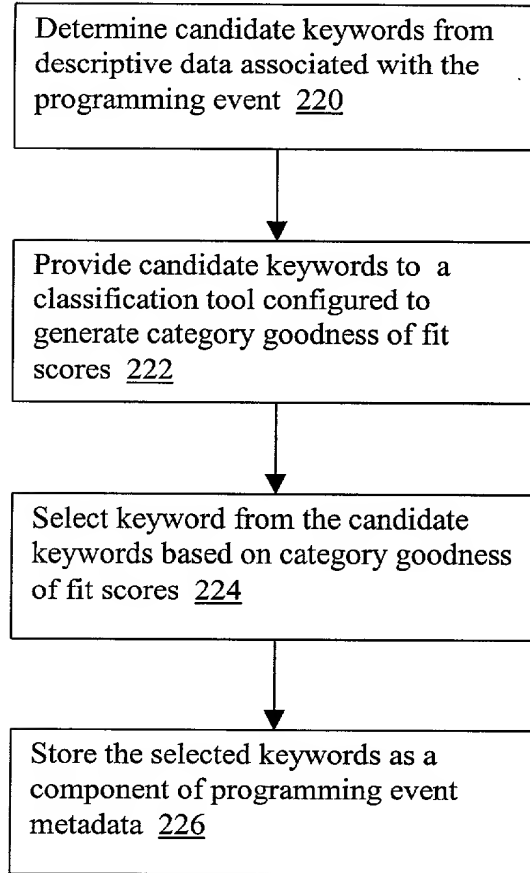 Determine candidate keywords from
descriptive data associated with the
programming event 220
Provide candidate keywords to a
classification tool configured to
generate category goodness of fit
scores 222
Select keyword from the candidate
keywords based on category goodness
of fit scores 224
Store the selected keywords as a
component of programming event
metadata 226